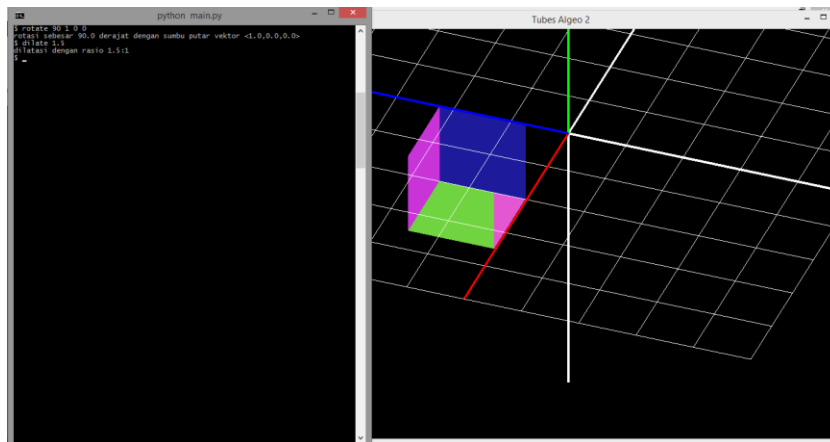 python main.py
$ rotate 90 1 0 0
rotasi sebesar 90.0 derajat dengan sumbu putar vektor <1.0,0.0,0.0>
$ dilate 1.5
dilatasi dengan rasio 1.5:1
$ _
Tubes Algeo 2